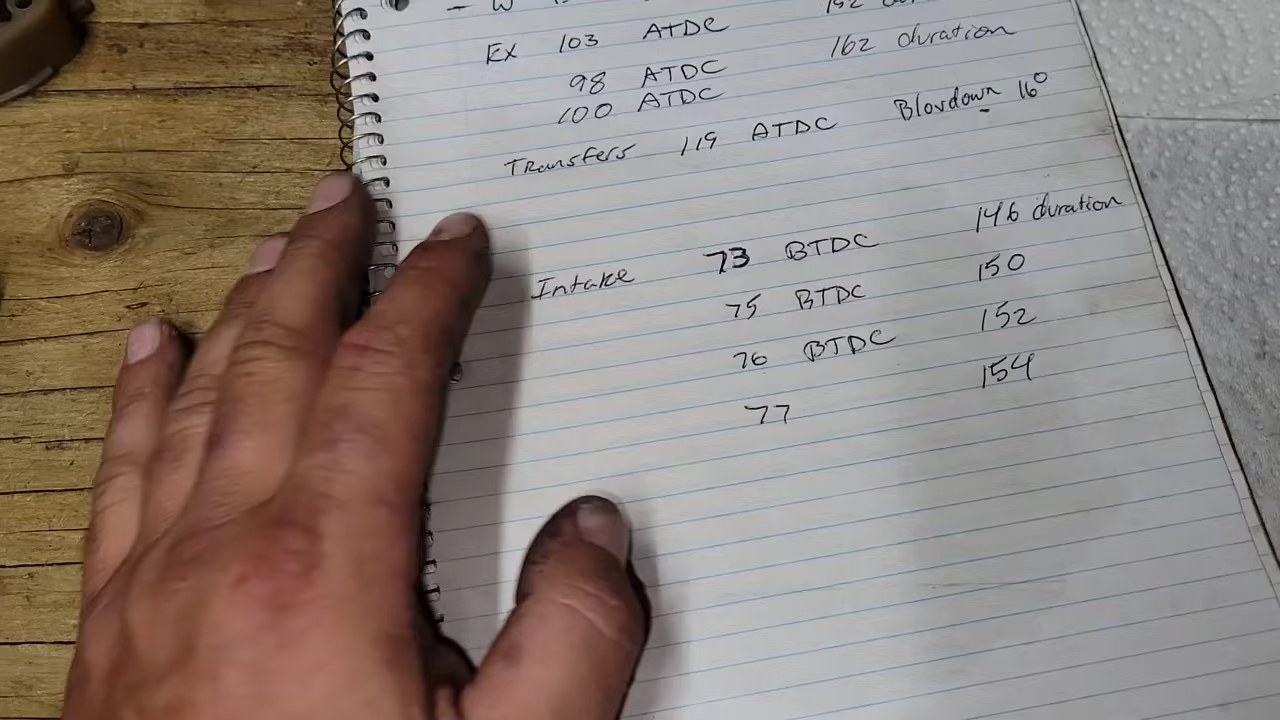 Ex 103 ATDC 152
98 ATDC 162 duration
100 ATDC
Transfers 119 ATDC Blowdown 16°
Intake 73 BTDC 146 duration
75 BTDC 150
76 BTDC 152
77 154